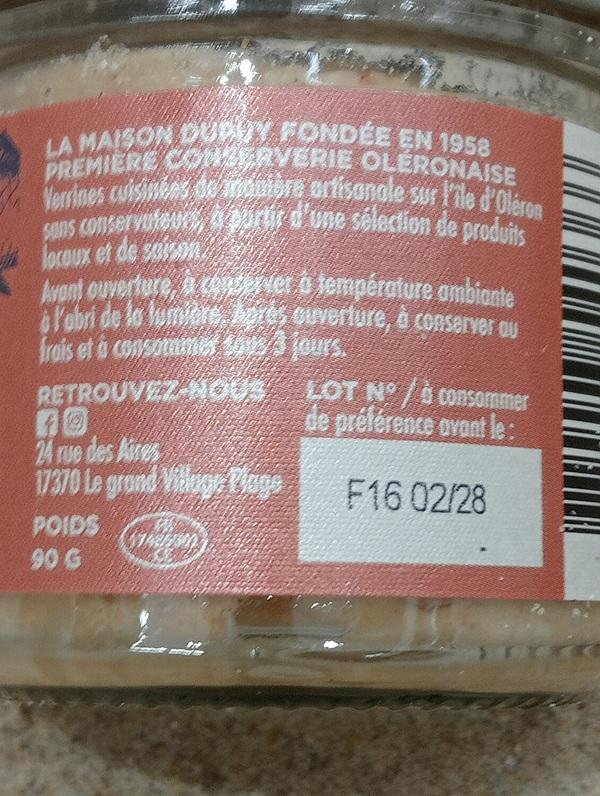 LA MAISON DUPUY FONDÉE EN 1958
PREMIÈRE CONSERVERIE OLÉRONAISE
Verrines cuisinées de manière artisanale sur l'île d'Oléron
sans conservateurs, à partir d'une sélection de produits
locaux et de saison.
Avant ouverture, à conserver à température ambiante
à l'abri de la lumière. Après ouverture, à conserver au
frais et à consommer sous 3 jours.
RETROUVEZ-NOUS
24 rue des Aires
17370 Le grand Village Plage
POIDS
90 G
FR
CE
LOT N° / à consommer
de préférence avant le :
F16 02/28